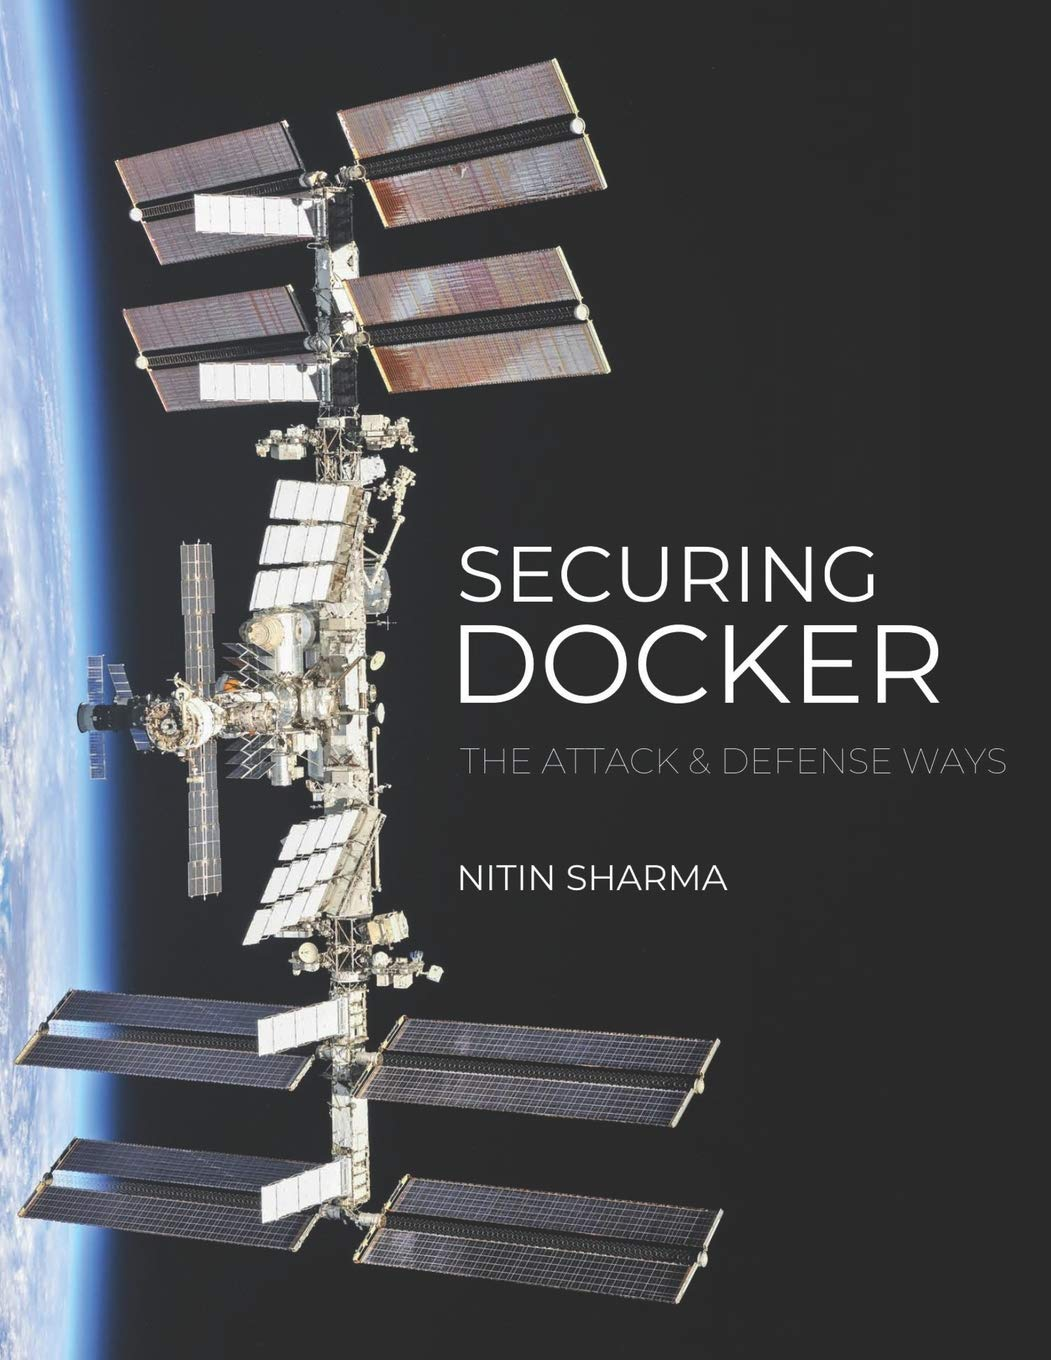 SECURING
DOCKER
THE ATTACK & DEFENSE WAYS
NITIN SHARMA